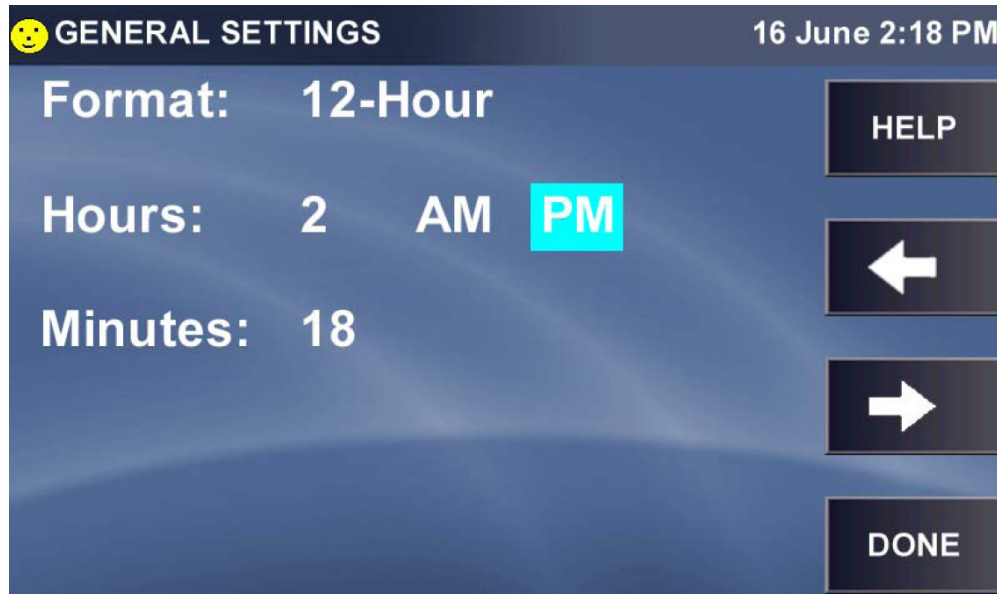 GENERAL SETTINGS 16 June 2:18 PM
Format: 12-Hour
HELP
Hours: 2 AM PM
Minutes: 18
DONE